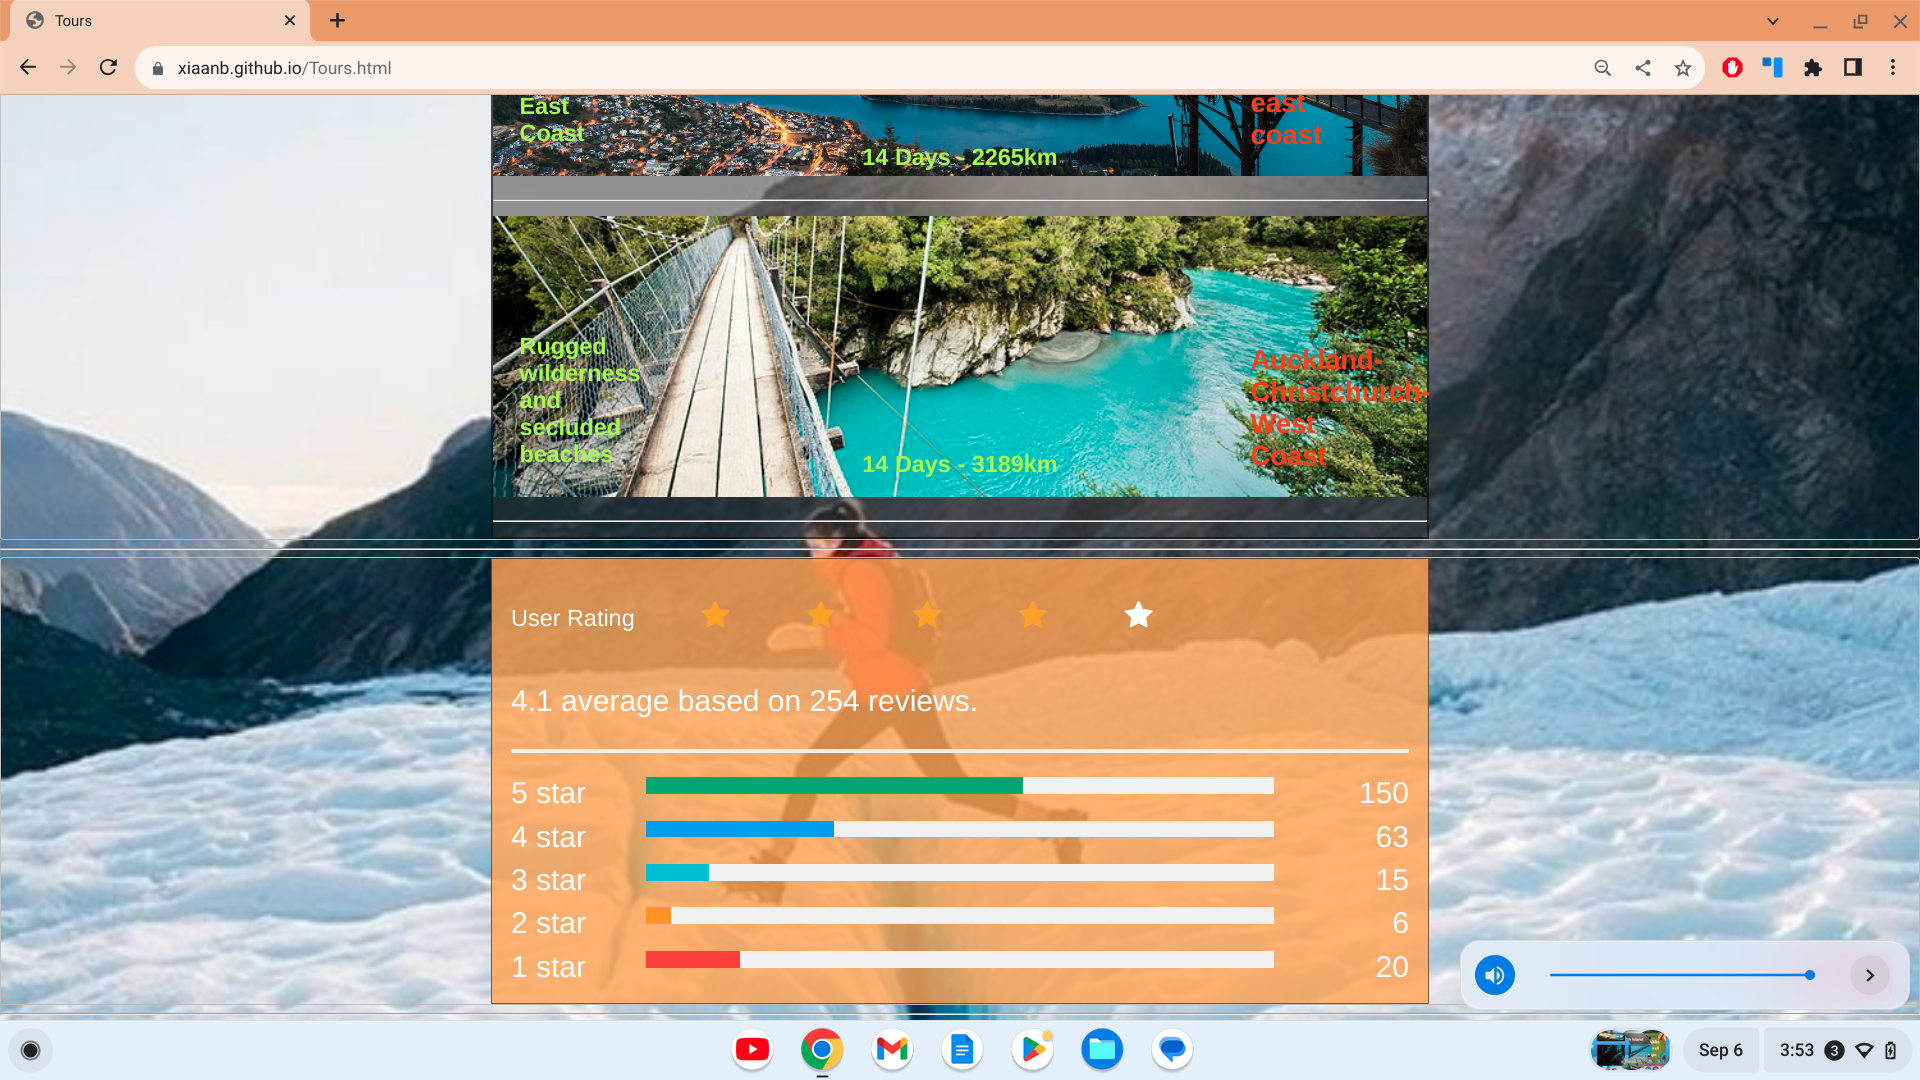 Tours
xiaanb.github.io/Tours.html
East
Coast
east
coast
14 Days - 2265km
Rugged
wilderness
and
secluded
beaches
Auckland-
Christchurch-
West
Coast
14 Days - 3189km
User Rating
4.1 average based on 254 reviews.
5 star 150
4 star 63
3 star 15
2 star 6
1 star 20
Sep 6 3:53 3